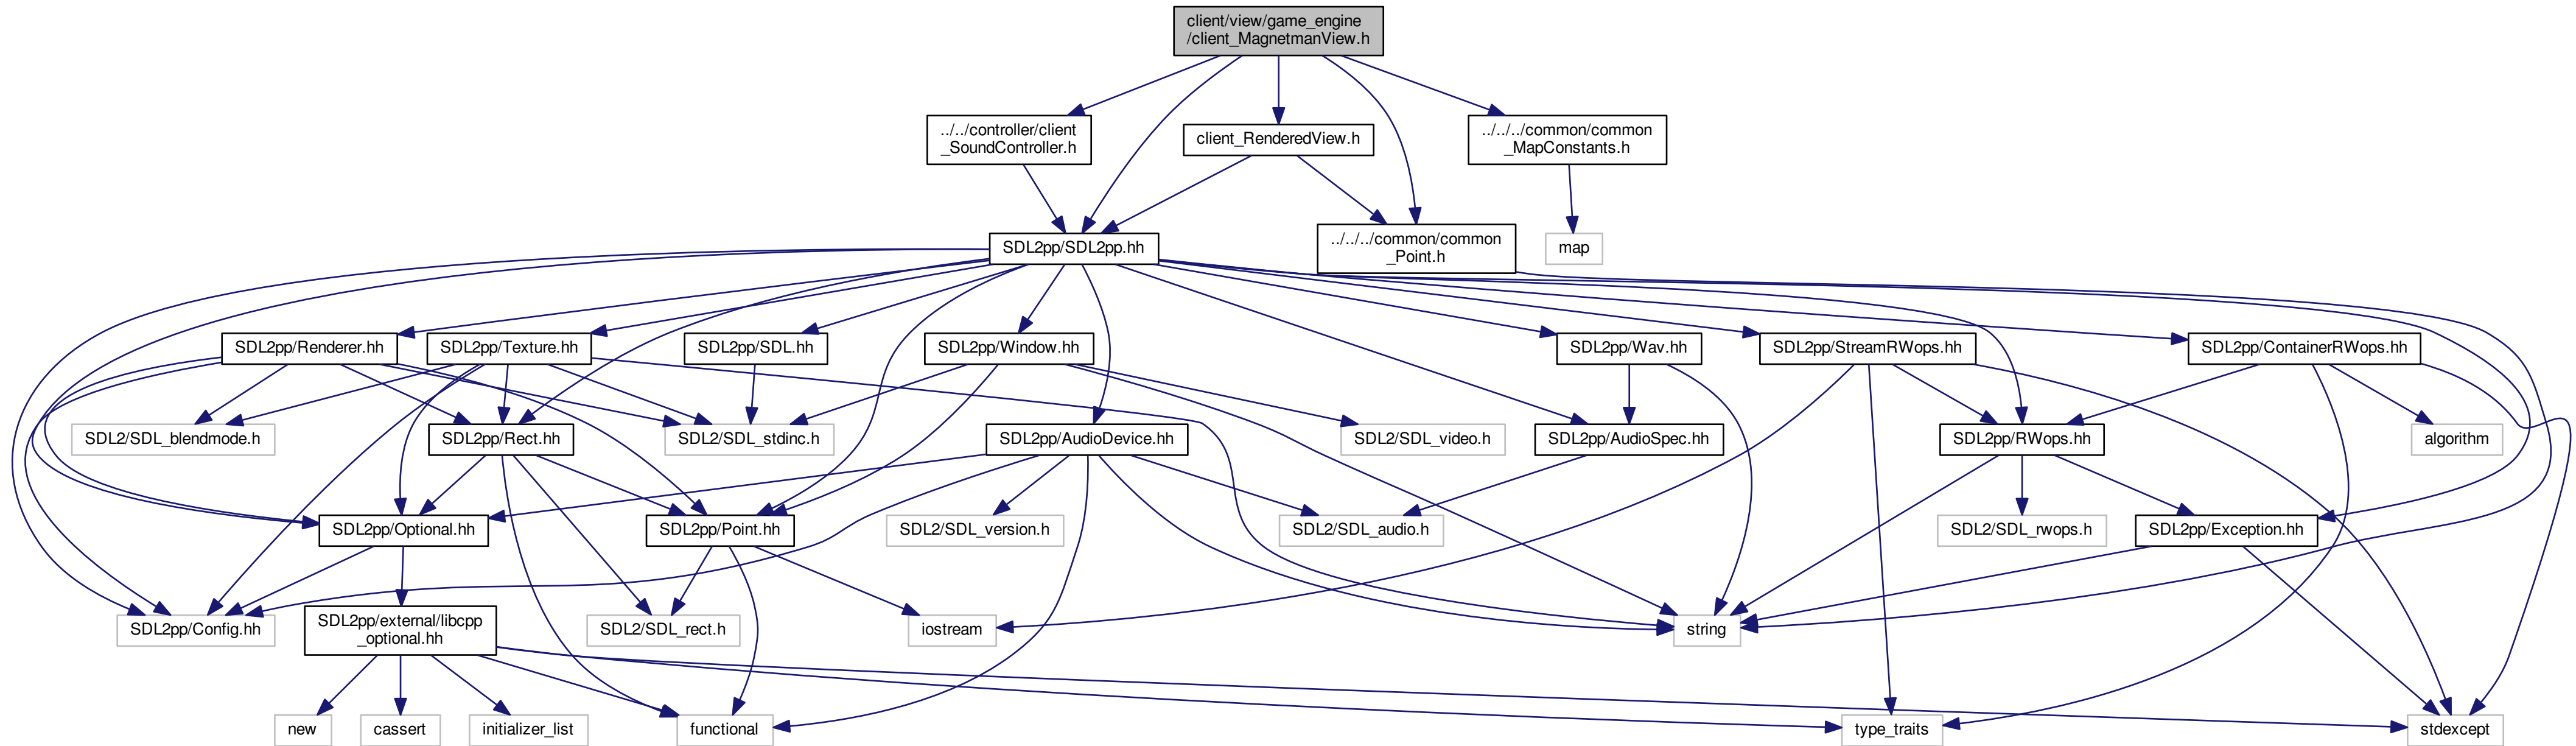 client/view/game_engine
/client_MagnetmanView.h
../../controller/client
_SoundController.h
client_RenderedView.h
../../../common/common
_MapConstants.h
SDL2pp/SDL2pp.hh
../../../common/common
_Point.h
map
SDL2pp/Renderer.hh
SDL2pp/Texture.hh
SDL2pp/SDL.hh
SDL2pp/Window.hh
SDL2pp/Wav.hh
SDL2pp/StreamRWops.hh
SDL2pp/ContainerRWops.hh
SDL2/SDL_blendmode.h
SDL2pp/Rect.hh
SDL2/SDL_stdinc.h
SDL2pp/AudioDevice.hh
SDL2/SDL_video.h
SDL2pp/AudioSpec.hh
SDL2pp/RWops.hh
algorithm
SDL2pp/Optional.hh
SDL2pp/Point.hh
SDL2/SDL_version.h
SDL2/SDL_audio.h
SDL2/SDL_rwops.h
SDL2pp/Exception.hh
SDL2pp/Config.hh
SDL2pp/external/libcpp
_optional.hh
SDL2/SDL_rect.h
iostream
string
new
cassert
initializer_list
functional
type_traits
stdexcept